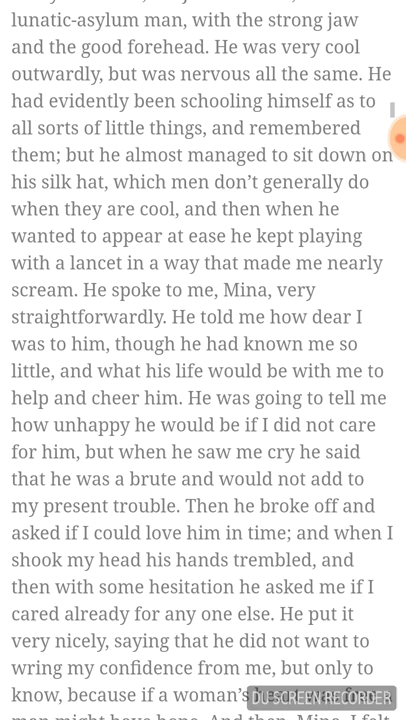 lunatic-asylum man, with the strong jaw
and the good forehead. He was very cool
outwardly, but was nervous all the same. He
had evidently been schooling himself as to
all sorts of little things, and remembered
them; but he almost managed to sit down on
his silk hat, which men don’t generally do
when they are cool, and then when he
wanted to appear at ease he kept playing
with a lancet in a way that made me nearly
scream. He spoke to me, Mina, very
straightforwardly. He told me how dear I
was to him, though he had known me so
little, and what his life would be with me to
help and cheer him. He was going to tell me
how unhappy he would be if I did not care
for him, but when he saw me cry he said
that he was a brute and would not add to
my present trouble. Then he broke off and
asked if I could love him in time; and when I
shook my head his hands trembled, and
then with some hesitation he asked me if I
cared already for any one else. He put it
very nicely, saying that he did not want to
wring my confidence from me, but only to
know, because if a woman’s
DU SCREEN RECORDER
man might have hope. And then, Mina, I felt